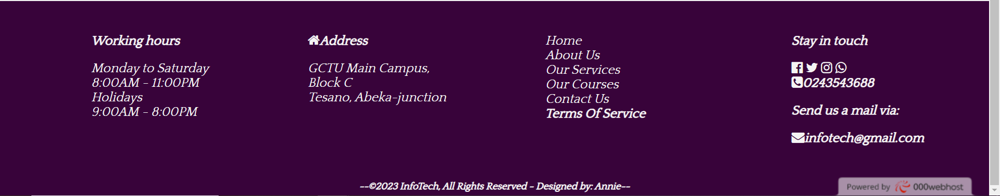 Working hours
Monday to Saturday
8:00AM - 11:00PM
Holidays
9:00AM - 8:00PM
Address
GCTU Main Campus,
Block C
Tesano, Abeka-junction
Home
About Us
Our Services
Our Courses
Contact Us
Terms Of Service
Stay in touch
0243543688
Send us a mail via:
infotech@gmail.com
--©2023 InfoTech, All Rights Reserved - Designed by: Annie--
Powered by 000webhost